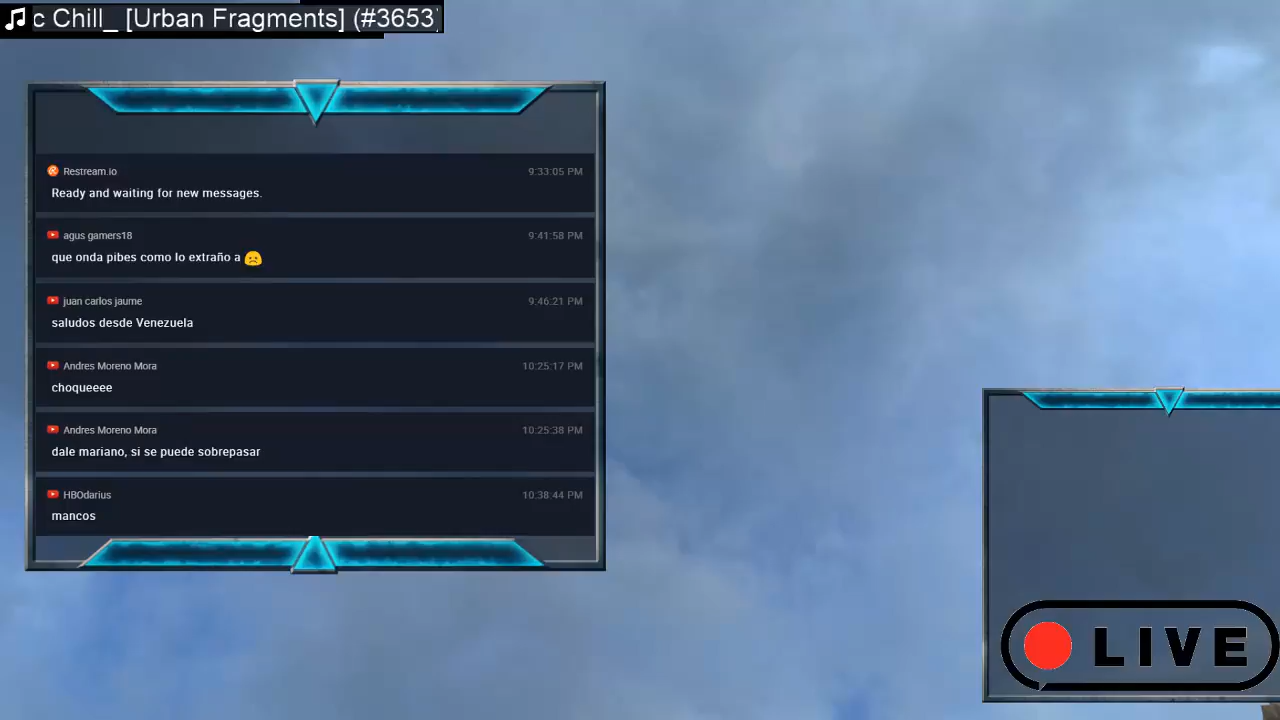 c Chill_ [Urban Fragments] (#3653)
Restream.io 9:33:05 PM
Ready and waiting for new messages.
agus gamers18 9:41:58 PM
que onda pibes como lo extraño a
juan carlos jaume 9:46:21 PM
saludos desde Venezuela
Andres Moreno Mora 10:25:17 PM
choqueeee
Andres Moreno Mora 10:25:38 PM
dale mariano, si se puede sobrepasar
HBOdarius 10:38:44 PM
mancos
LIVE